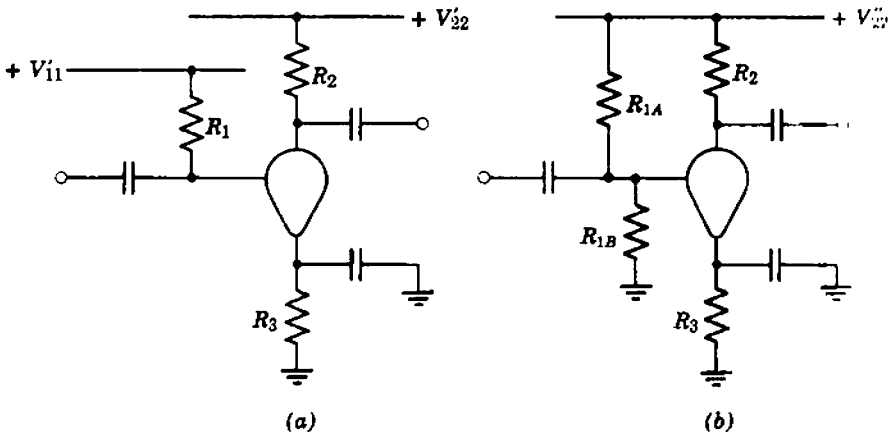 + V′₂₂
+ V′₁₁
R₂
R₁
R₃
(a)
R₂
R₁A
R₁B
R₃
(b)